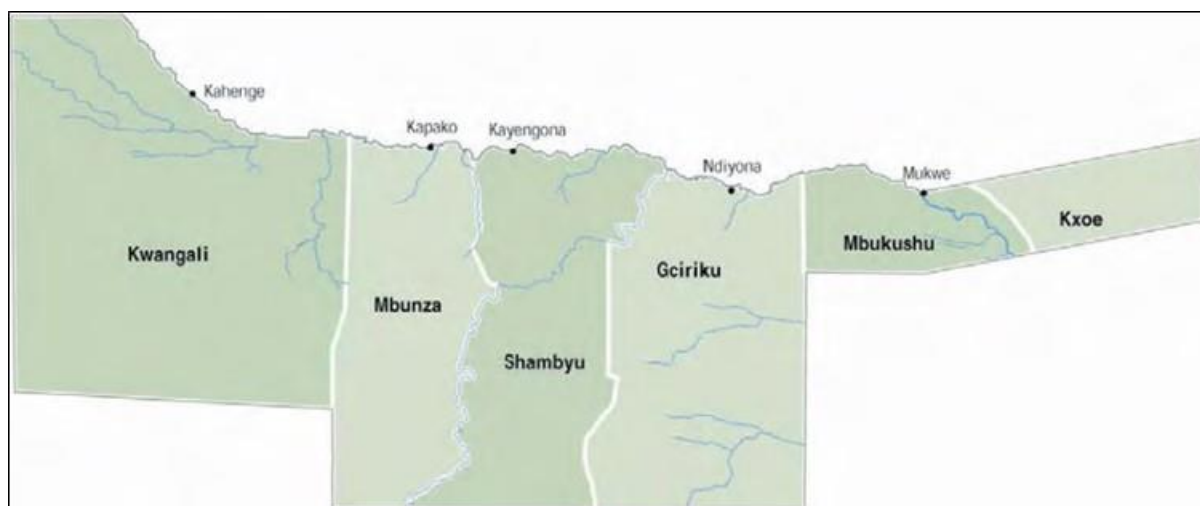 Kahenge
Kapako
Kayengona
Ndiyona
Mukwe
Kxoe
Mbukushu
Kwangali
Gciriku
Mbunza
Shambyu